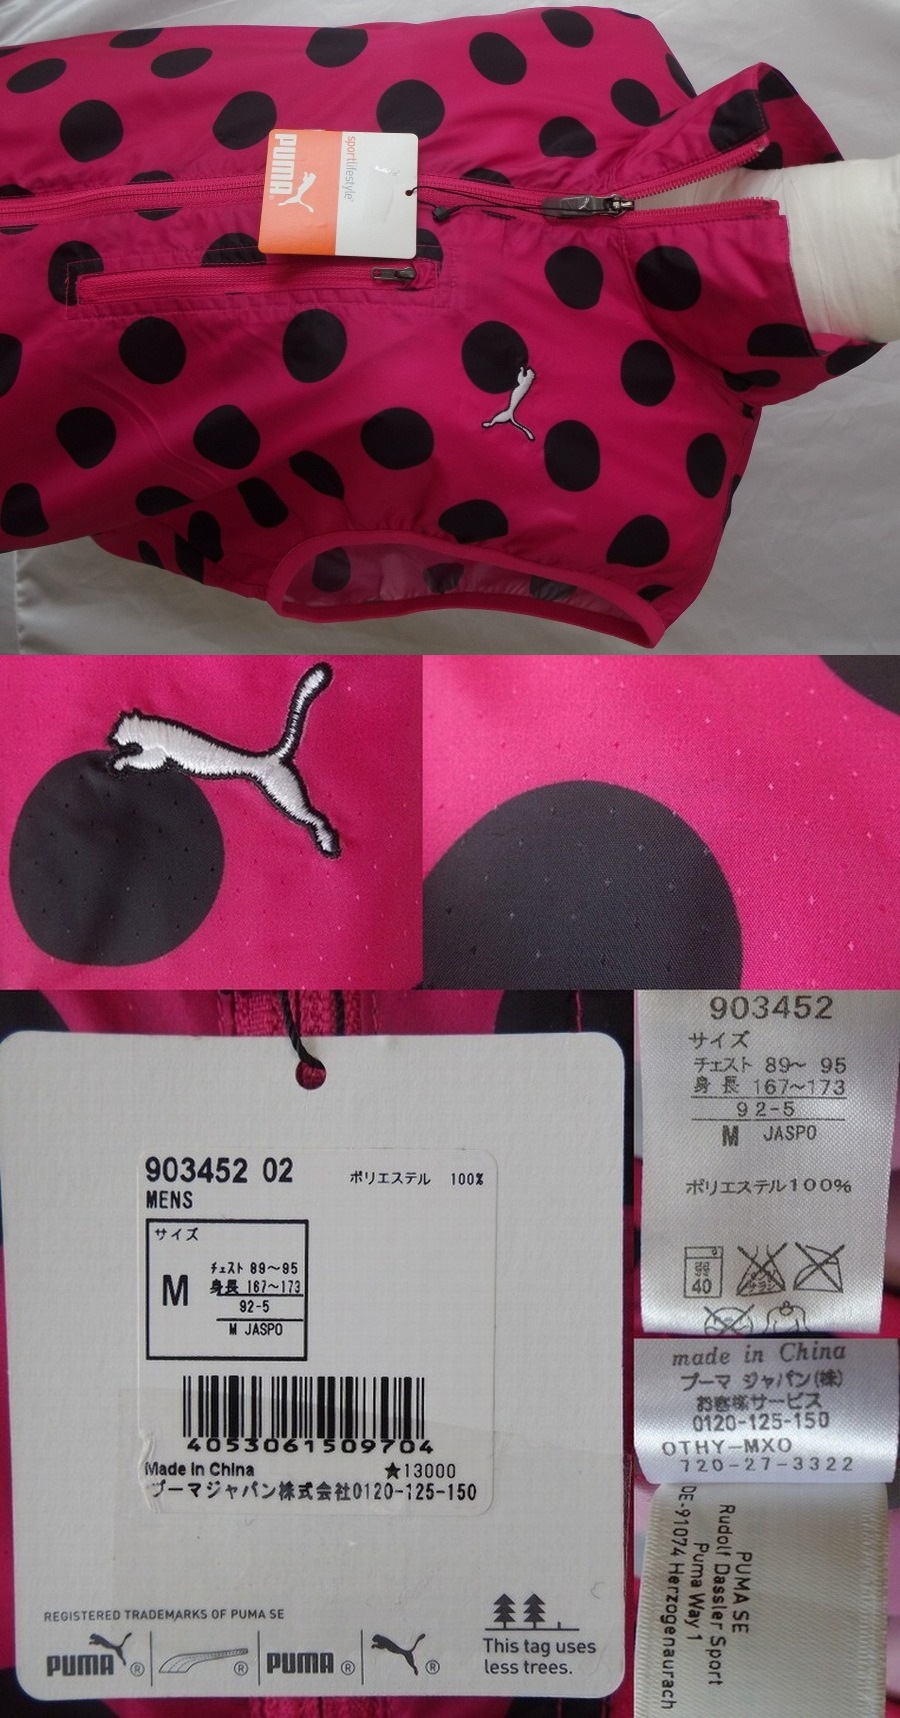 PUMA
sportlifestyle®
903452 02
ポリエステル 100%
MENS
サイズ
M
チェスト 89〜95
身長 167〜173
92-5
M JASPO
4053061509704
Made in China
★13000
プーマジャパン株式会社0120-125-150
REGISTERED TRADEMARKS OF PUMA SE
PUMA ® ® PUMA ® ®
This tag uses
less trees.
903452
サイズ
チェスト 89〜 95
身 長 167〜173
92-5
M JASPO
ポリエステル100%
40
made in China
プーマ ジャパン(株)
お客様サービス
0120-125-150
OTHY-MXO
720-27-3322
PUMA SE
Rudolf Dassler Sport
Puma Way 1
DE-91074 Herzogenaurach